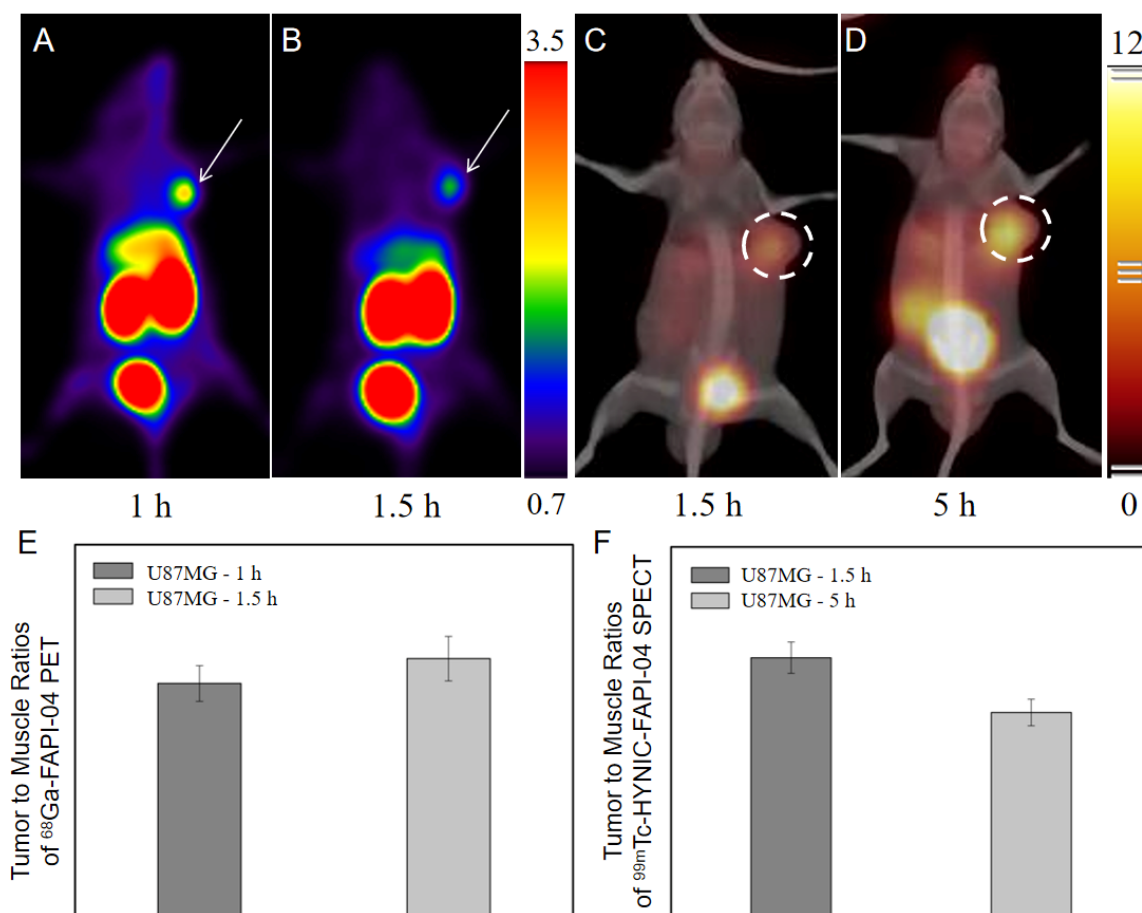 A
B
3.5
C
D
12
1 h
1.5 h
0.7
1.5 h
5 h
0
E
U87MG - 1 h
U87MG - 1.5 h
Tumor to Muscle Ratios
of ⁶⁸Ga-FAPI-04 PET
F
U87MG - 1.5 h
U87MG - 5 h
Tumor to Muscle Ratios
of ⁹⁹ᵐTc-HYNIC-FAPI-04 SPECT